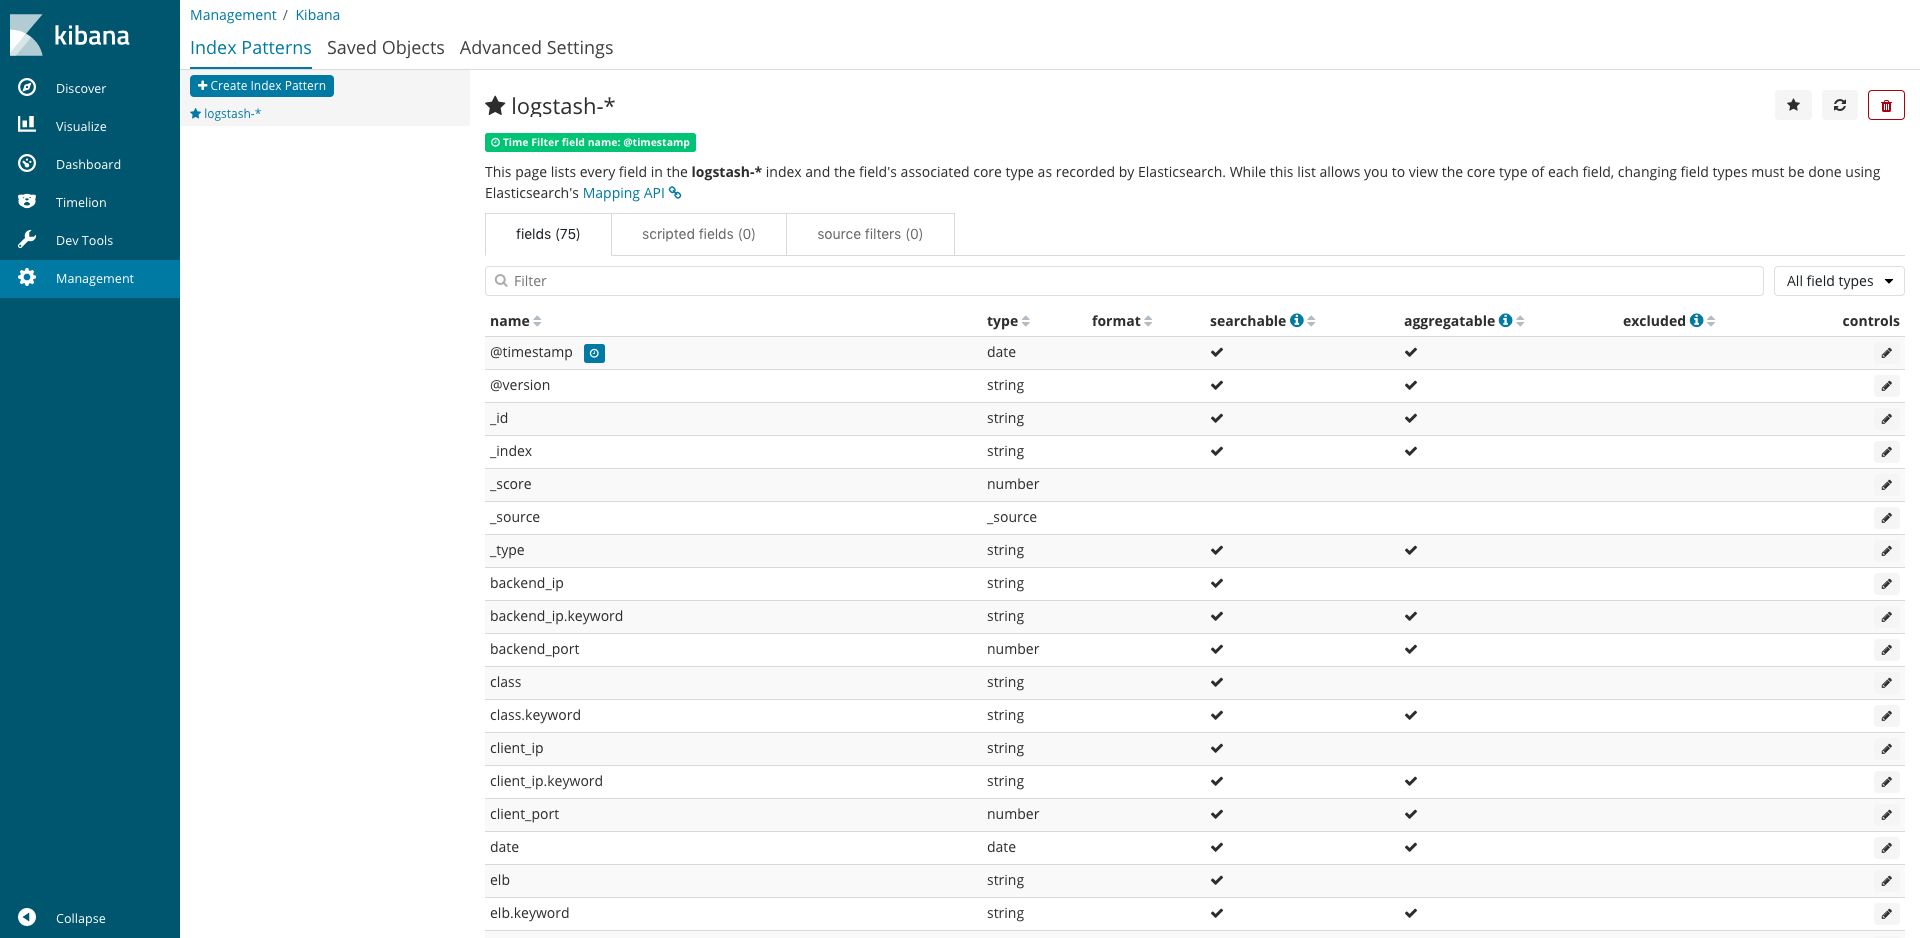 kibana
Discover
Visualize
Dashboard
Timelion
Dev Tools
Management
Collapse
Management / Kibana
Index Patterns Saved Objects Advanced Settings
Create Index Pattern
logstash-*
logstash-*
Time Filter field name: @timestamp
This page lists every field in the logstash-* index and the field's associated core type as recorded by Elasticsearch. While this list allows you to view the core type of each field, changing field types must be done using
Elasticsearch's Mapping API
fields (75) scripted fields (0) source filters (0)
Filter All field types
name type format searchable aggregatable excluded controls
@timestamp date
@version string
_id string
_index string
_score number
_source _source
_type string
backend_ip string
backend_ip.keyword string
backend_port number
class string
class.keyword string
client_ip string
client_ip.keyword string
client_port number
date date
elb string
elb.keyword string